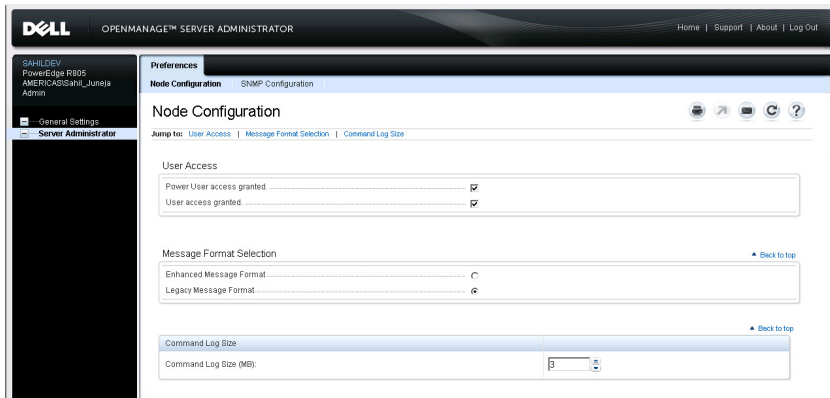 DELL
OPENMANAGE™ SERVER ADMINISTRATOR
Home | Support | About | Log Out
SAHILDEV
PowerEdge R805
AMERICAS\Sahil_Juneja
Admin
General Settings
Server Administrator
Preferences
Node Configuration SNMP Configuration
Node Configuration
?
Jump to: User Access | Message Format Selection | Command Log Size
User Access
Power User access granted.
User access granted.
Message Format Selection
Back to top
Enhanced Message Format
Legacy Message Format
Back to top
Command Log Size
Command Log Size (MB): 3